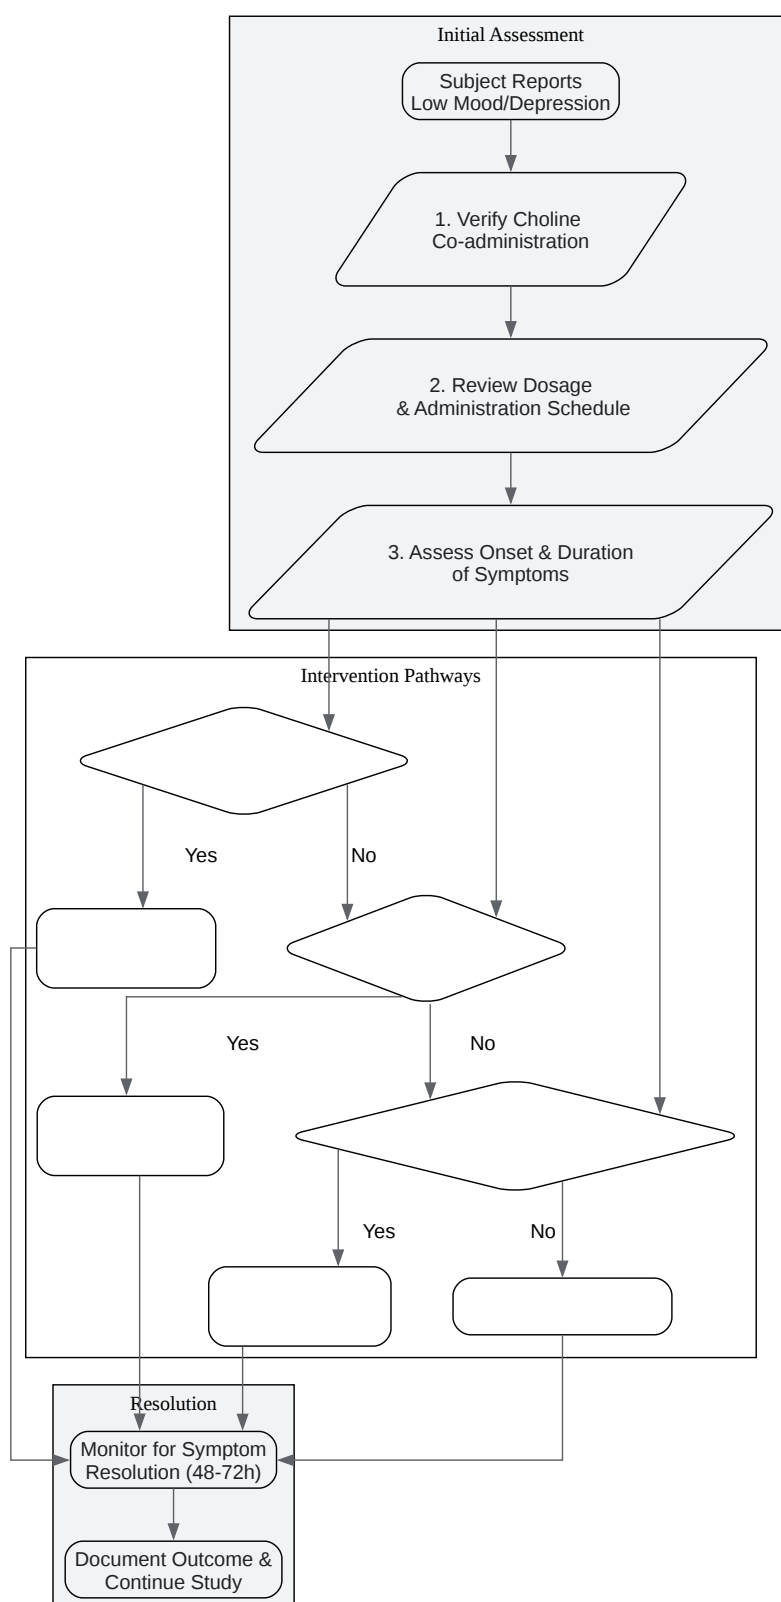 Initial Assessment
Subject Reports
Low Mood/Depression
1. Verify Choline
Co-administration
2. Review Dosage
& Administration Schedule
3. Assess Onset & Duration
of Symptoms
Intervention Pathways
Yes
No
Yes
No
Yes
No
Resolution
Monitor for Symptom
Resolution (48-72h)
Document Outcome &
Continue Study